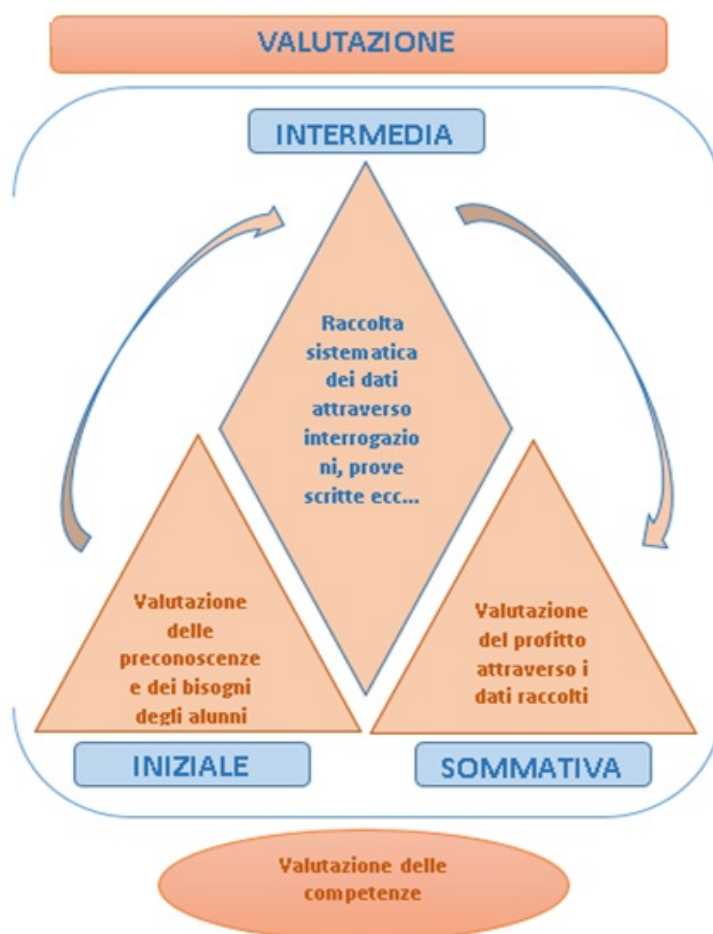 VALUTAZIONE
INTERMEDIA
Raccolta
sistematica
dei dati
attraverso
interrogazio
ni, prove
scritte ecc...
Valutazione
delle
preconoscenze
e dei bisogni
degli alunni
INIZIALE
Valutazione
del profitto
attraverso i
dati raccolti
SOMMATIVA
Valutazione delle
competenze